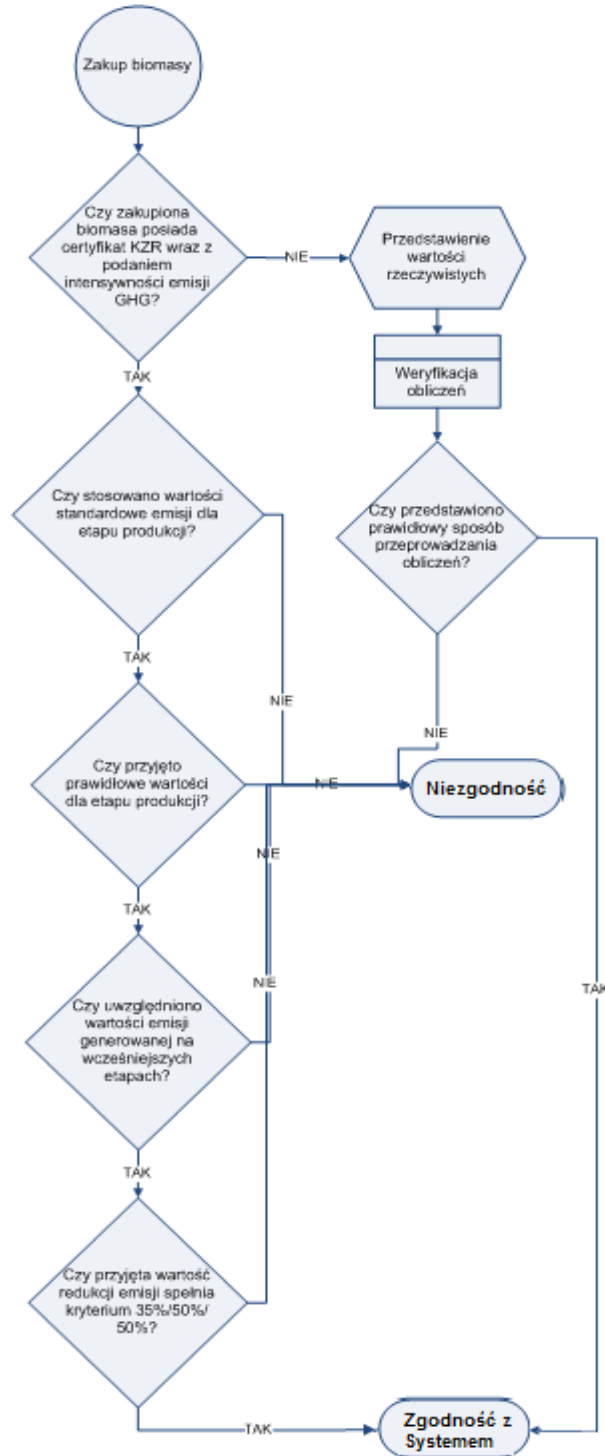 Zakup biomasy
Czy zakupiona
biomasa posiada
certyfikat KZR wraz z
podaniem
intensywności emisji
GHG?
NIE
Przedstawienie
wartości
rzeczywistych
TAK
Weryfikacja
obliczeń
Czy stosowano wartości
standardowe emisji dla
etapu produkcji?
Czy przedstawiono
prawidłowy sposób
przeprowadzania
obliczeń?
TAK
NIE
NIE
Czy przyjęto
prawidłowe wartości
dla etapu produkcji?
NIE
Niezgodność
NIE
TAK
NIE
TAK
Czy uwzględniono
wartości emisji
generowanej na
wcześniejszych
etapach?
TAK
Czy przyjęta wartość
redukcji emisji spełnia
kryterium 35%/50%/
50%?
TAK
Zgodność z
Systemem